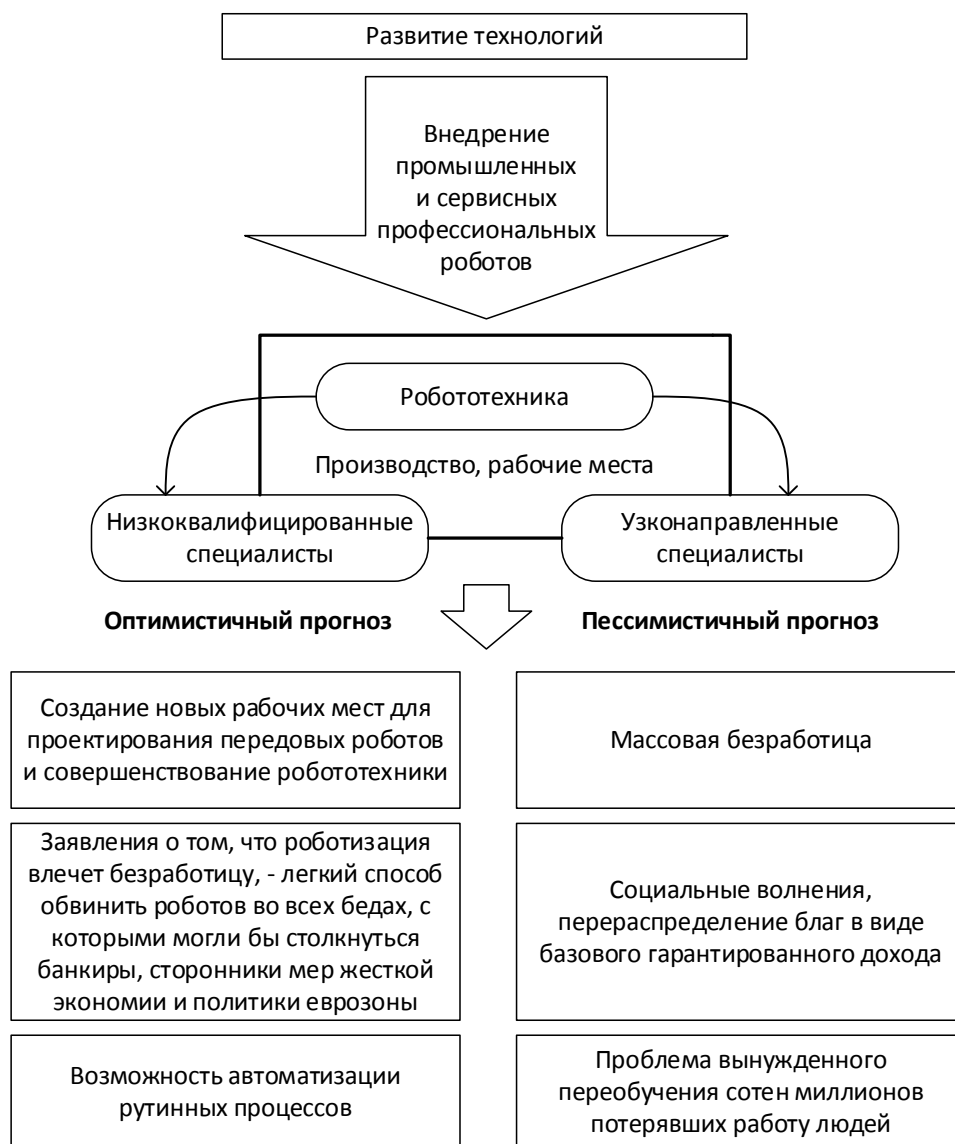 Развитие технологий
Внедрение
промышленных
и сервисных
профессиональных
роботов
Робототехника
Производство, рабочие места
Низкоквалифицированные
специалисты
Узконаправленные
специалисты
Оптимистичный прогноз
Пессимистичный прогноз
Создание новых рабочих мест для
проектирования передовых роботов
и совершенствование робототехники
Массовая безработица
Заявления о том, что роботизация
влечет безработицу, - легкий способ
обвинить роботов во всех бедах, с
которыми могли бы столкнуться
банкиры, сторонники мер жесткой
экономии и политики еврозоны
Социальные волнения,
перераспределение благ в виде
базового гарантированного дохода
Возможность автоматизации
рутинных процессов
Проблема вынужденного
переобучения сотен миллионов
потерявших работу людей